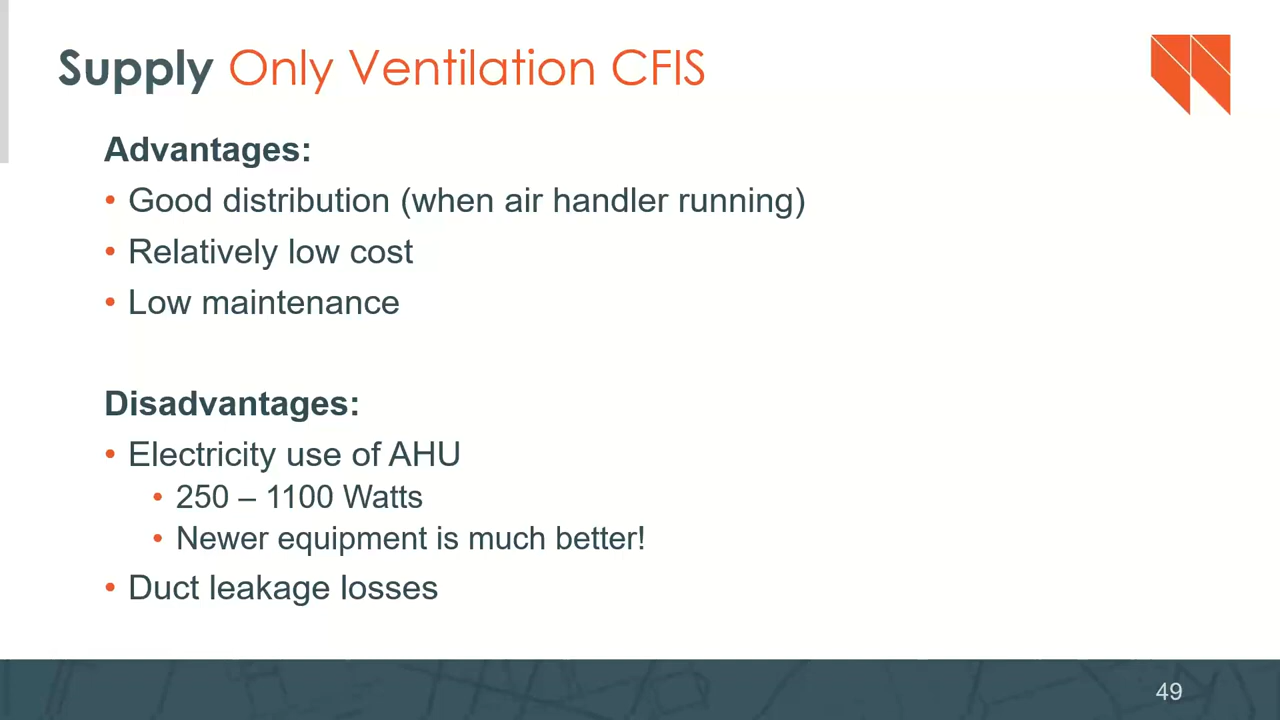 Supply Only Ventilation CFIS
Advantages:
• Good distribution (when air handler running)
• Relatively low cost
• Low maintenance
Disadvantages:
• Electricity use of AHU
• 250 – 1100 Watts
• Newer equipment is much better!
• Duct leakage losses
49